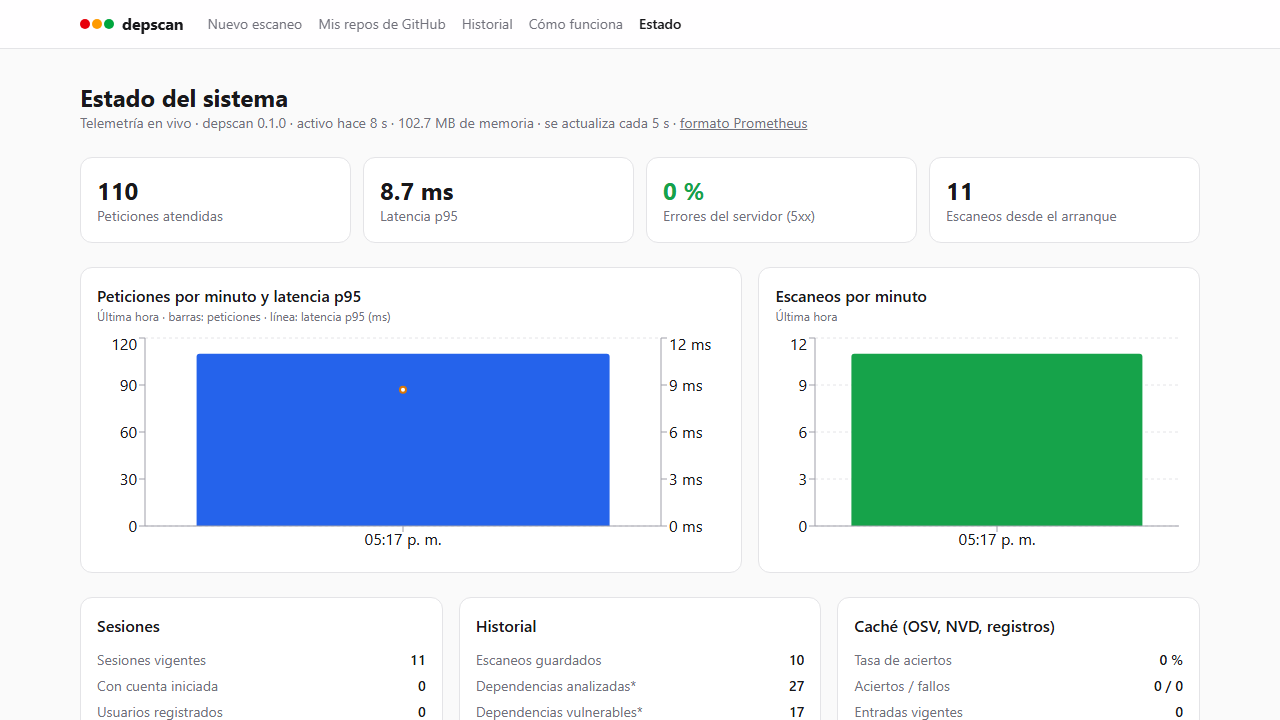 depscan Nuevo escaneo Mis repos de GitHub Historial Cómo funciona Estado
Estado del sistema
Telemetría en vivo · depscan 0.1.0 · activo hace 8 s · 102.7 MB de memoria · se actualiza cada 5 s · formato Prometheus
110
Peticiones atendidas
8.7 ms
Latencia p95
0 %
Errores del servidor (5xx)
11
Escaneos desde el arranque
Peticiones por minuto y latencia p95
Última hora · barras: peticiones · línea: latencia p95 (ms)
120 12 ms
90 9 ms
60 6 ms
30 3 ms
0 0 ms
05:17 p. m.
Escaneos por minuto
Última hora
12
9
6
3
0
05:17 p. m.
Sesiones
Sesiones vigentes 11
Con cuenta iniciada 0
Usuarios registrados 0
Historial
Escaneos guardados 10
Dependencias analizadas* 27
Dependencias vulnerables* 17
Caché (OSV, NVD, registros)
Tasa de aciertos 0 %
Aciertos / fallos 0 / 0
Entradas vigentes 0